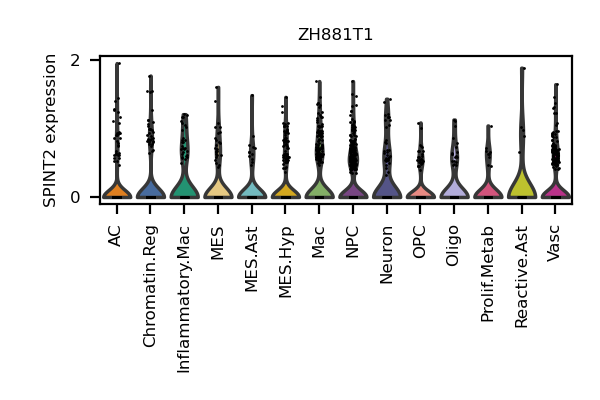 ZH881T1
SPINT2 expression
2
0
AC
Chromatin.Reg
Inflammatory.Mac
MES
MES.Ast
MES.Hyp
Mac
NPC
Neuron
OPC
Oligo
Prolif.Metab
Reactive.Ast
Vasc